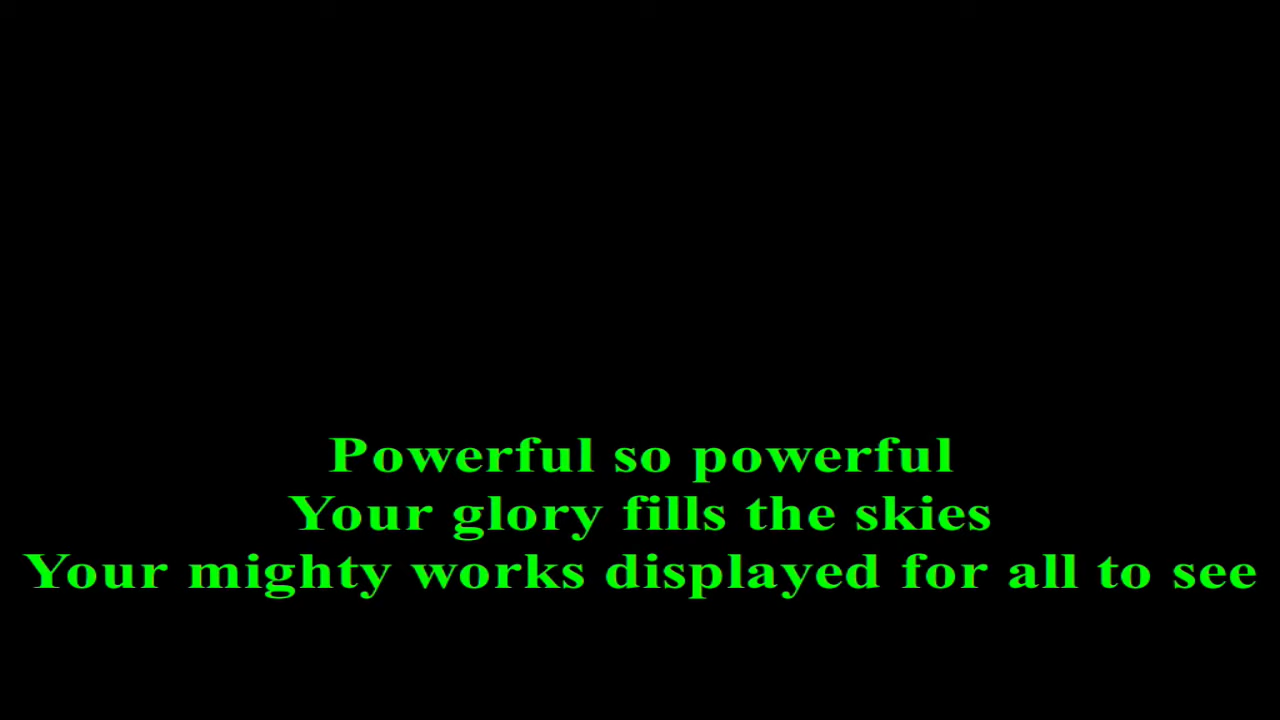 Powerful so powerful
Your glory fills the skies
Your mighty works displayed for all to see